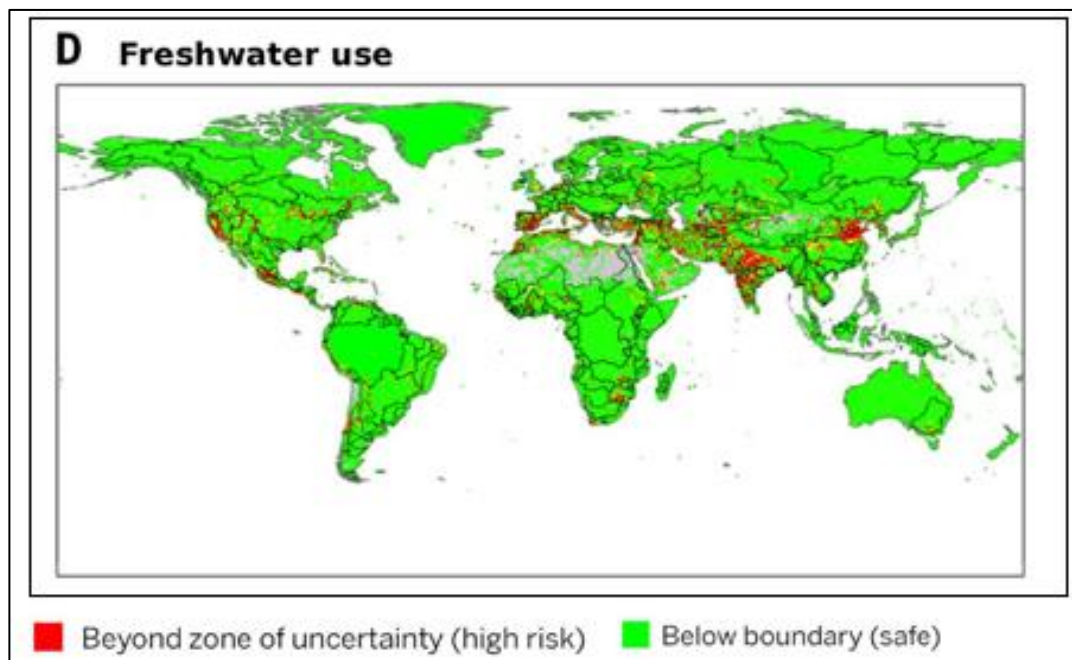 D Freshwater use
Beyond zone of uncertainty (high risk) Below boundary (safe)